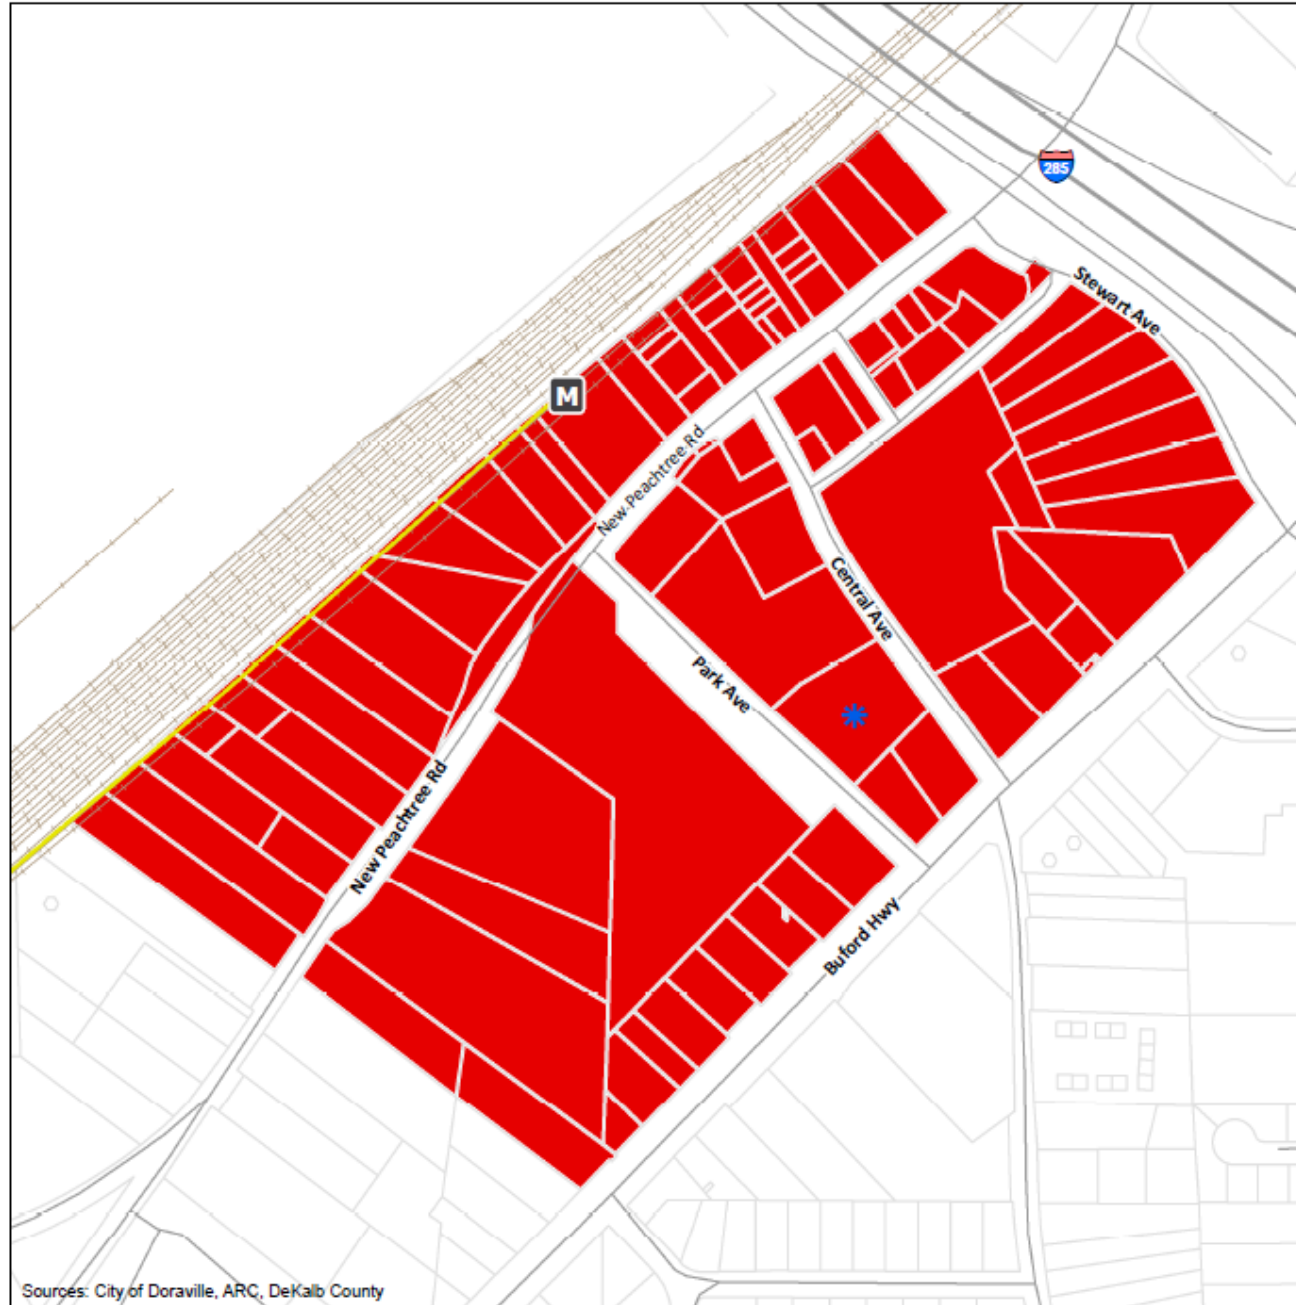 285
Stewart Ave
M
New Peachtree Rd
Central Ave
Park Ave
New Peachtree Rd
Buford Hwy
Sources: City of Doraville, ARC, DeKalb County